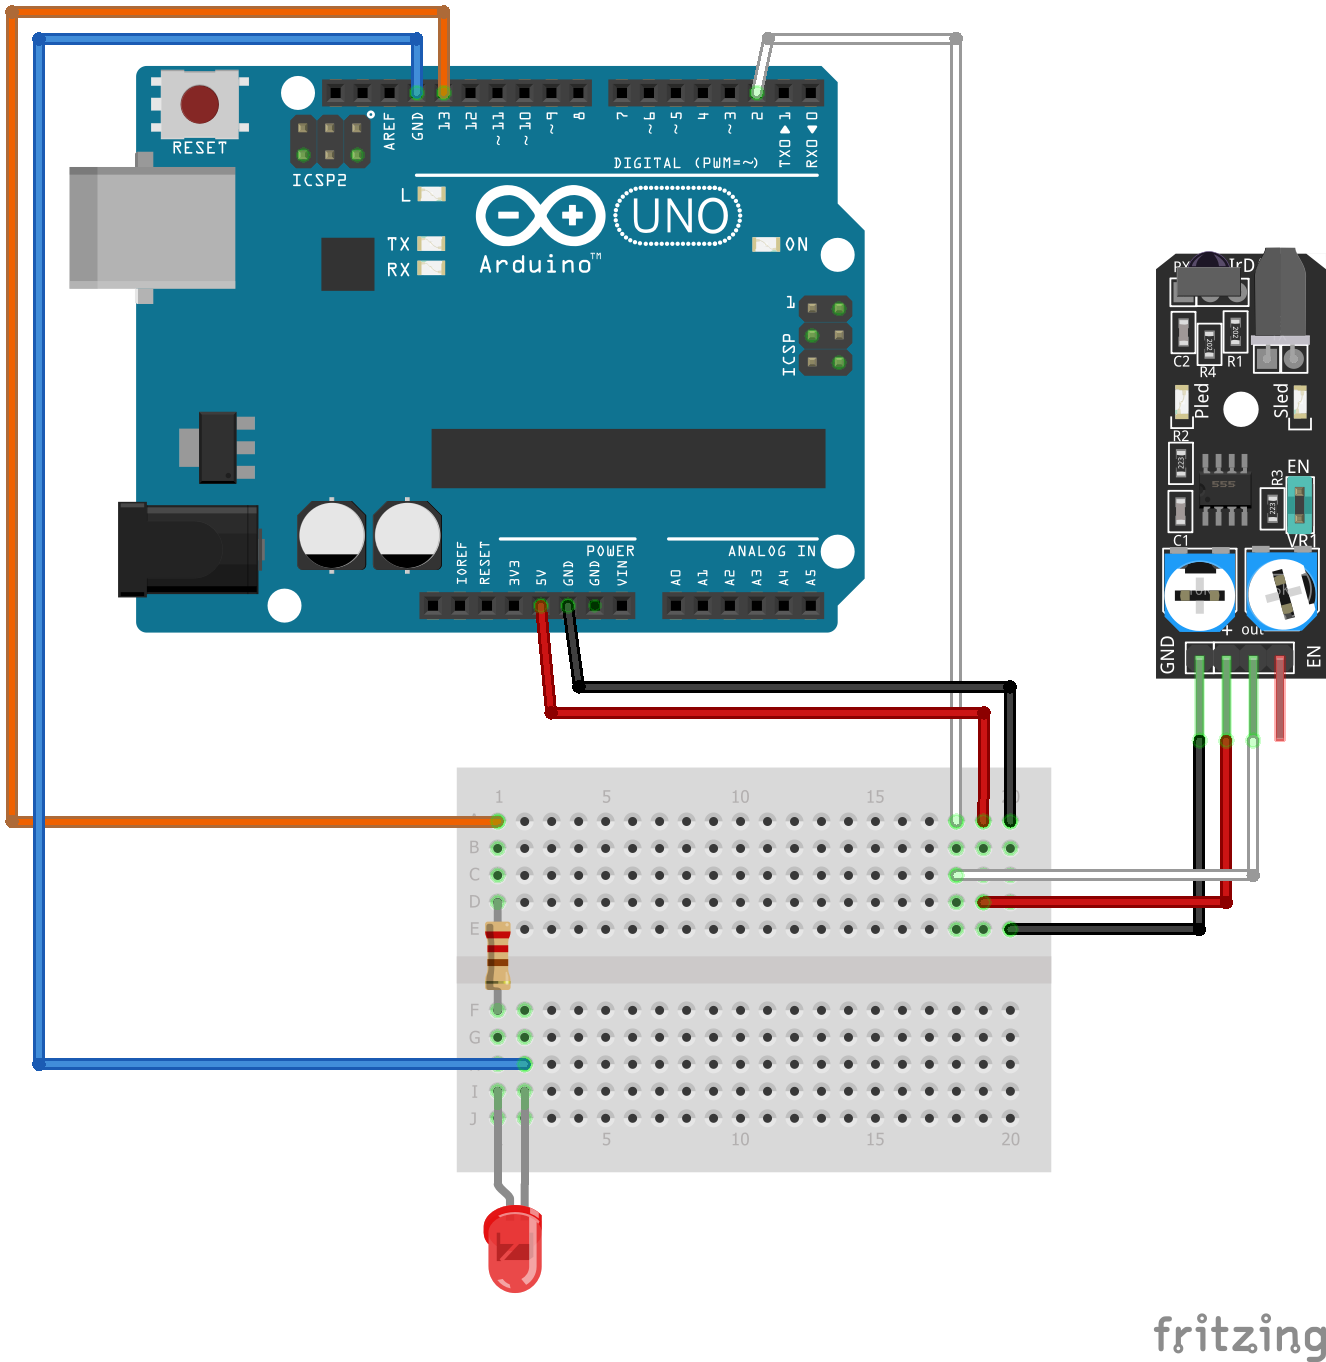 RESET
ICSP2
AREF
GND
13
12
~11
~10
~9
8
7
~6
~5
4
~3
2
TX0 ▶ 1
RX0 ◀ 0
DIGITAL (PWM=~)
L
TX
RX
Arduino™
UNO
ON
1
ICSP
POWER
ANALOG IN
IOREF
RESET
3V3
5V
GND
GND
VIN
A0
A1
A2
A3
A4
A5
IrD
C2
R4
R1
202
202
Pled
Sled
R2
223
555
R3
223
EN
C1
VR1
+ out
GND
EN
1
5
10
15
B
C
D
E
F
G
I
J
5
10
15
20
fritzing